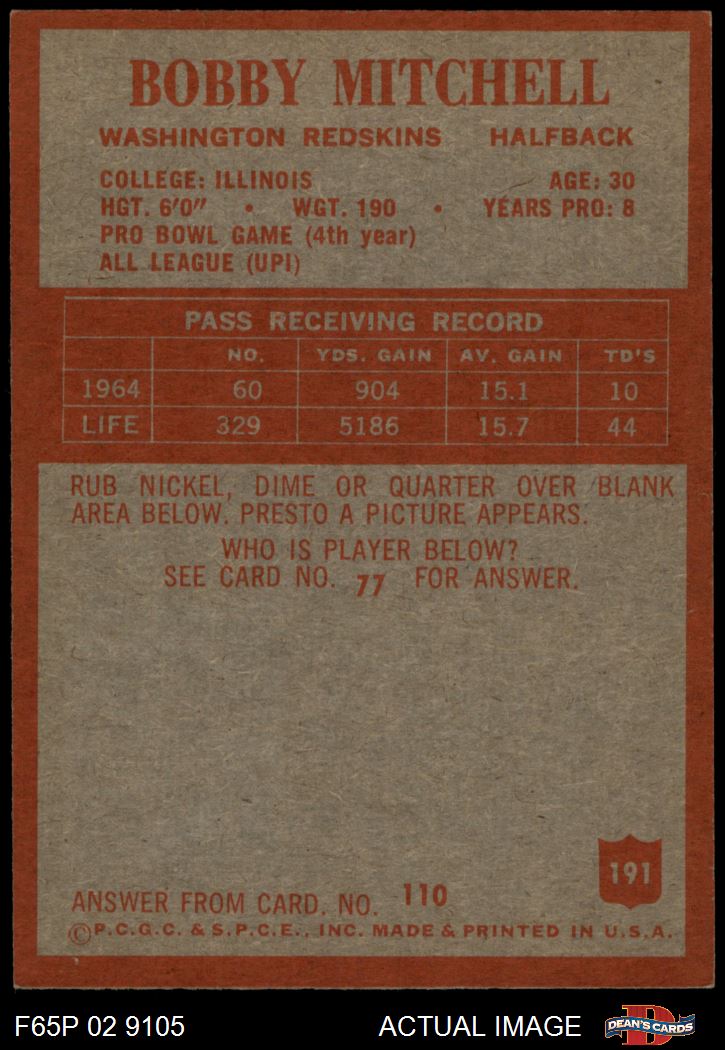 BOBBY MITCHELL
WASHINGTON REDSKINS HALFBACK
COLLEGE: ILLINOIS AGE: 30
HGT. 6'0" • WGT. 190 • YEARS PRO: 8
PRO BOWL GAME (4th year)
ALL LEAGUE (UPI)
PASS RECEIVING RECORD
NO. YDS. GAIN AV. GAIN TD'S
1964 60 904 15.1 10
LIFE 329 5186 15.7 44
RUB NICKEL, DIME OR QUARTER OVER BLANK
AREA BELOW. PRESTO A PICTURE APPEARS.
WHO IS PLAYER BELOW?
SEE CARD NO. 77 FOR ANSWER.
191
ANSWER FROM CARD. NO. 110
©P.C.G.C. & S.P.C.E., INC. MADE & PRINTED IN U.S.A.
F65P 02 9105 ACTUAL IMAGE DEAN'S CARDS